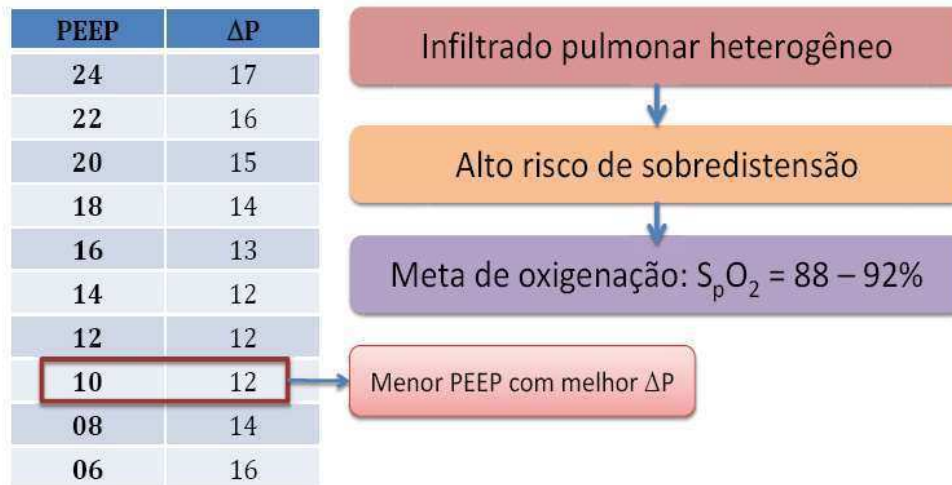 PEEP ΔP
24 17
22 16
20 15
18 14
16 13
14 12
12 12
10 12
08 14
06 16
Infiltrado pulmonar heterogêneo
Alto risco de sobredistensão
Meta de oxigenação: SpO2 = 88 – 92%
Menor PEEP com melhor ΔP